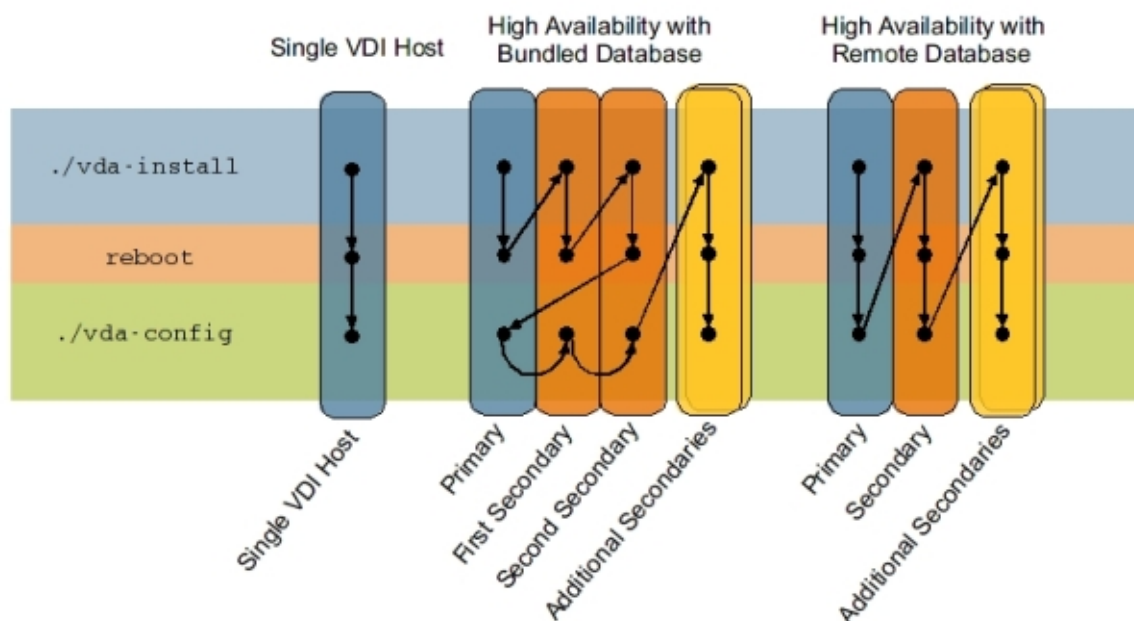 Single VDI Host
High Availability with
Bundled Database
High Availability with
Remote Database
./vda-install
reboot
./vda-config
Single VDI Host
Primary
First Secondary
Second Secondary
Additional Secondaries
Primary
Secondary
Additional Secondaries